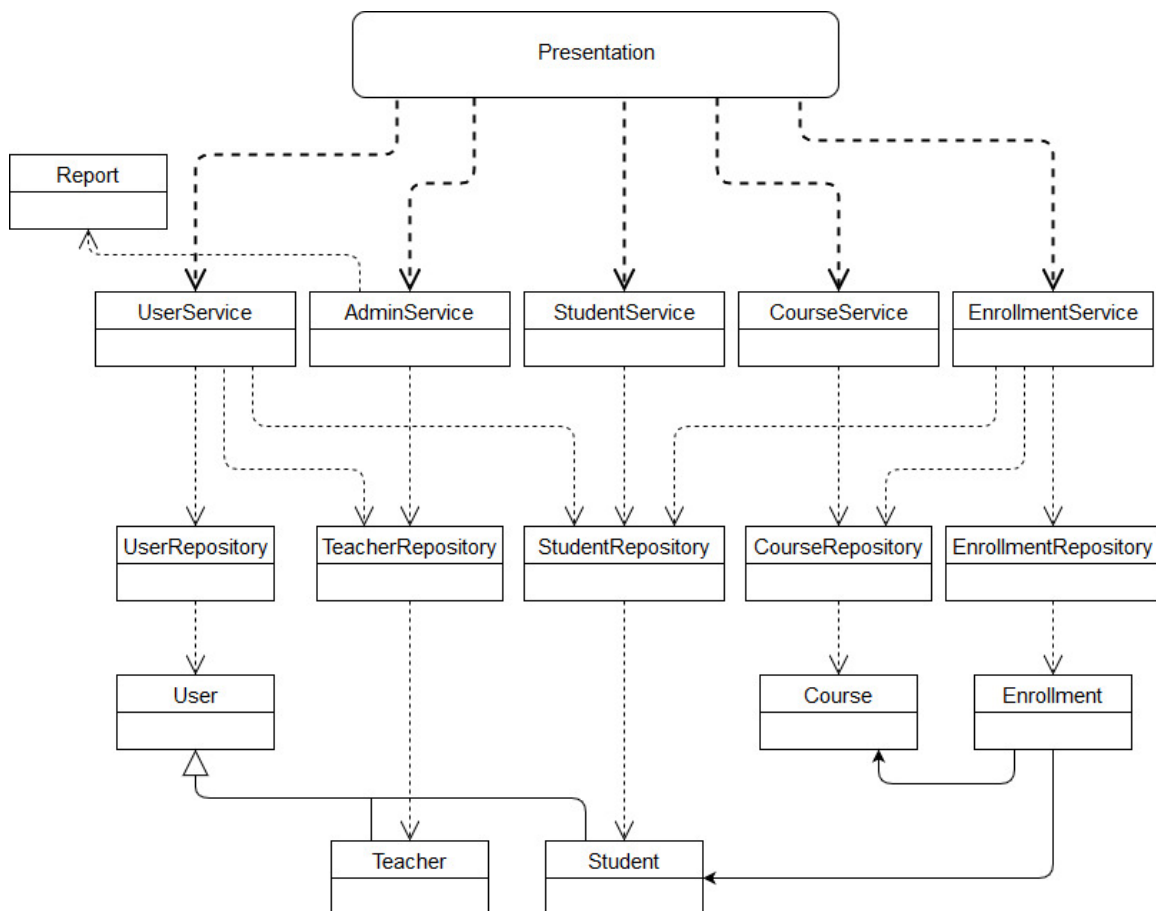 Presentation
Report
UserService
AdminService
StudentService
CourseService
EnrollmentService
UserRepository
TeacherRepository
StudentRepository
CourseRepository
EnrollmentRepository
User
Course
Enrollment
Teacher
Student